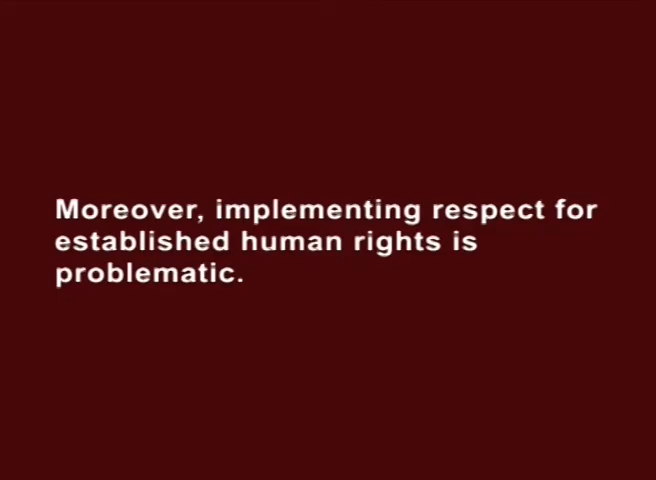 Moreover, implementing respect for
established human rights is
problematic.